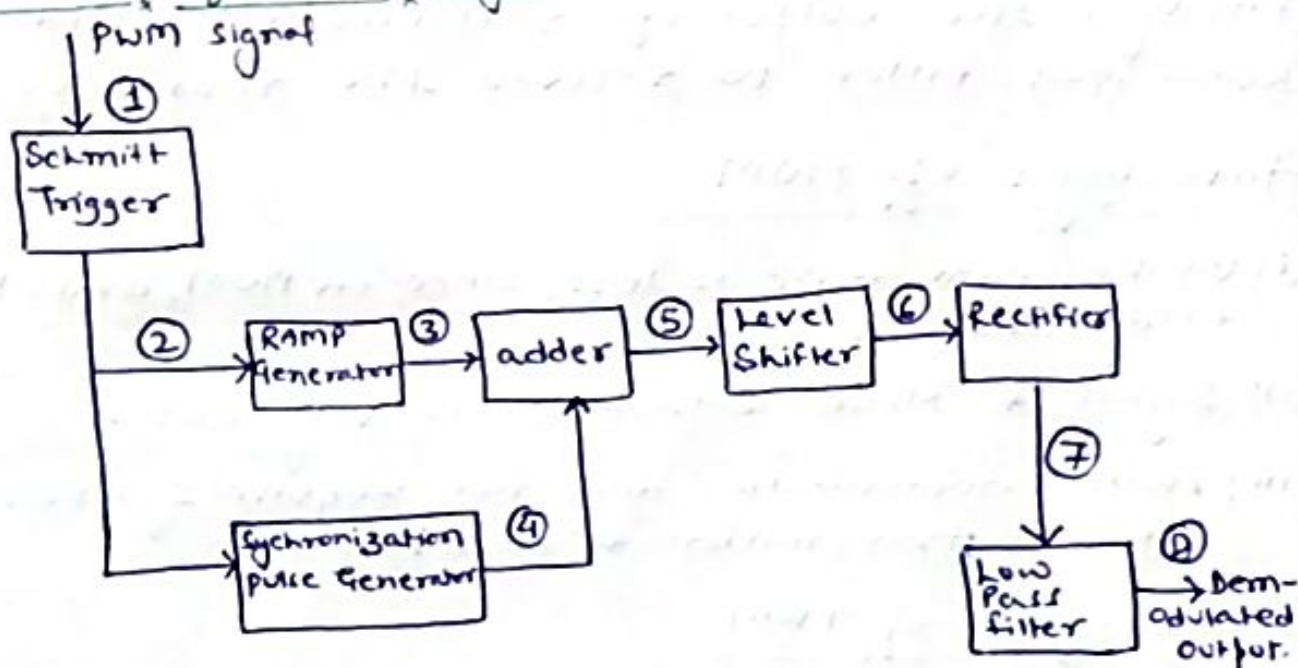 PWM signal
①
Schmitt
Trigger
②
RAMP
Generator
③
adder
⑤
Level
Shifter
⑥
Rectifier
⑦
Sychronization
pulse Generator
④
Low
Pass
filter
⑧
Dem-
odulated
output.